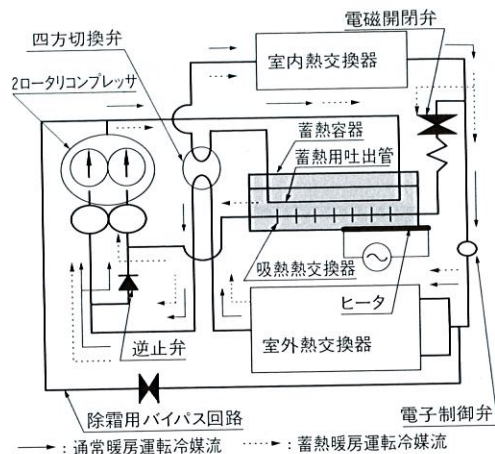 四方切換弁
電磁開閉弁
2ロータリコンプレッサ
室内熱交換器
蓄熱容器
蓄熱用吐出管
吸熱熱交換器
ヒータ
逆止弁
室外熱交換器
除霜用バイパス回路
電子制御弁
：通常暖房運転冷媒流　：蓄熱暖房運転冷媒流